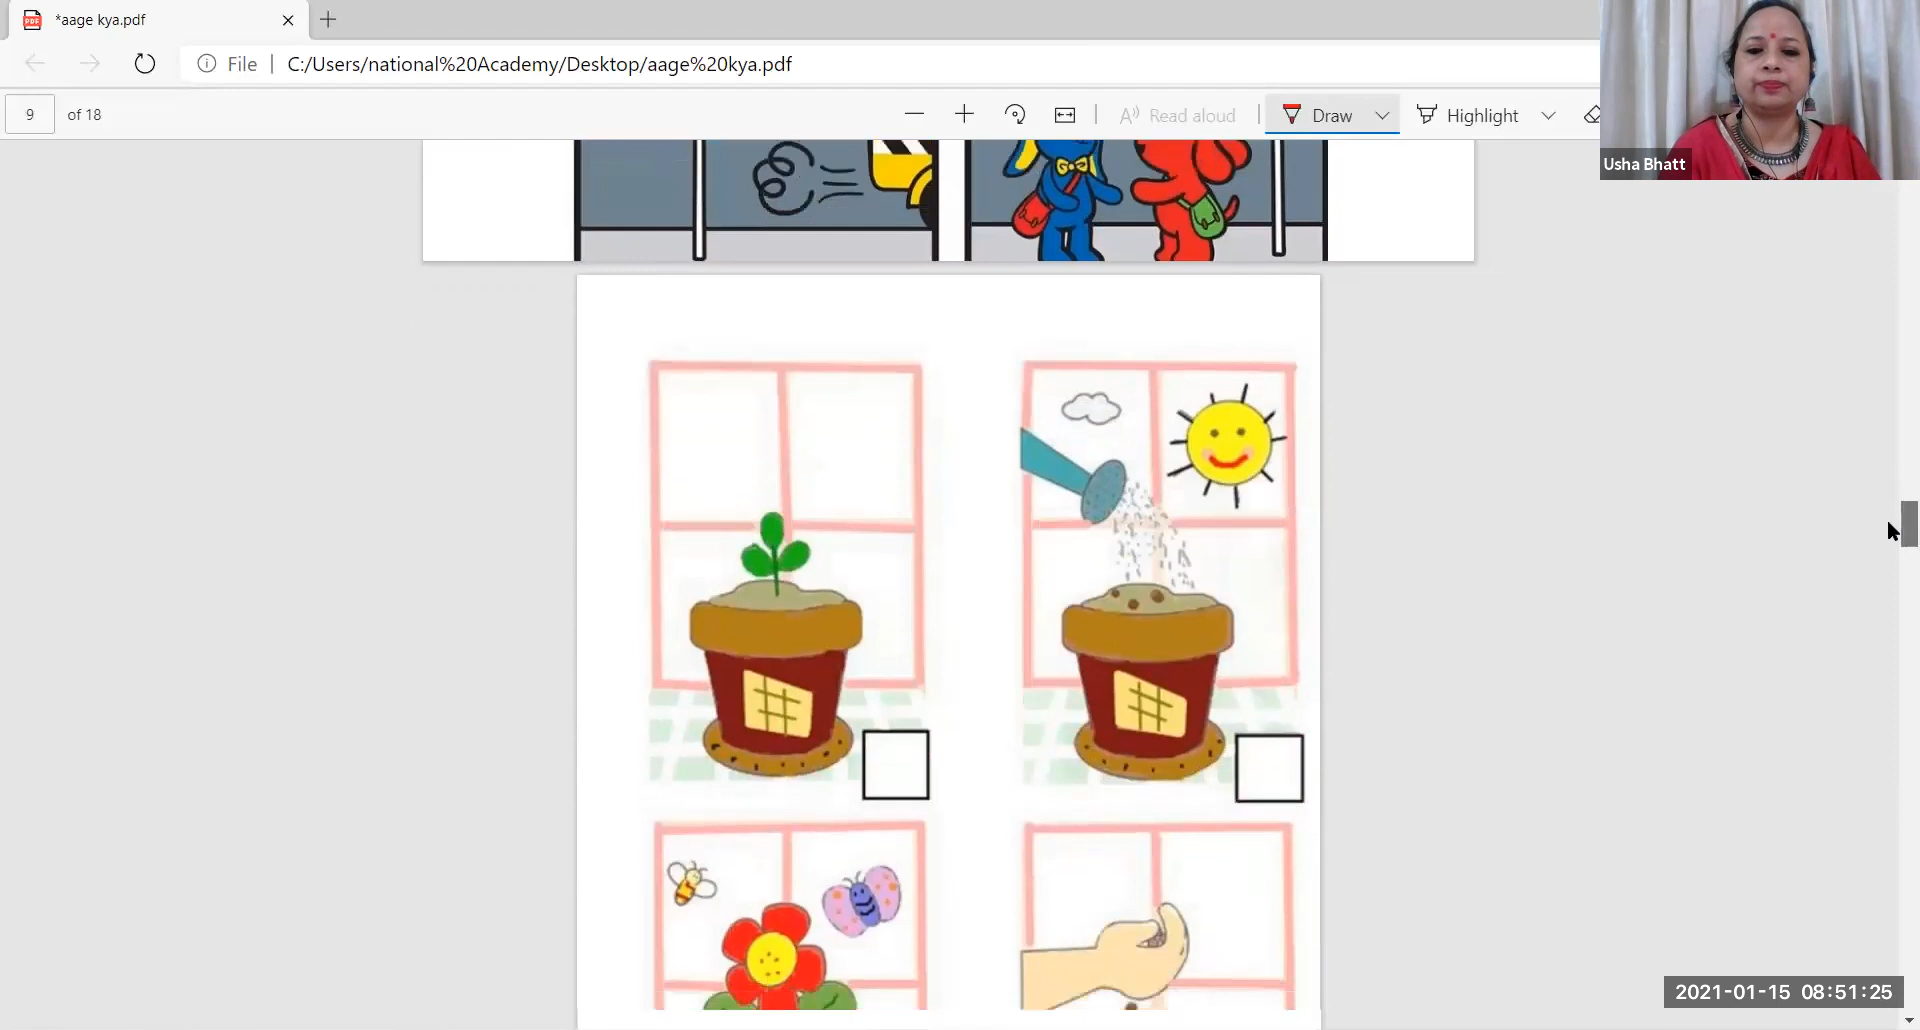 *aage kya.pdf
File
C:/Users/national%20Academy/Desktop/aage%20kya.pdf
9 of 18
Read aloud
Draw
Highlight
Usha Bhatt
2021-01-15 08:51:25